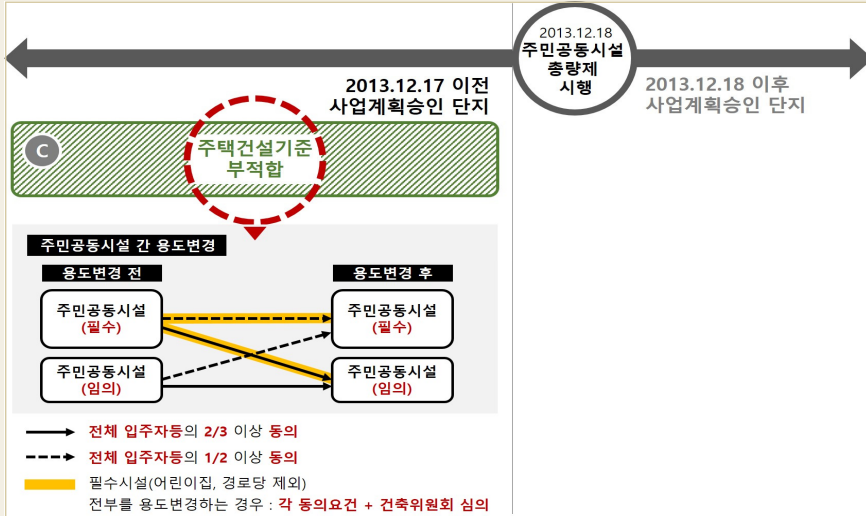 2013.12.18
주민공동시설
총량제
시행
2013.12.17 이전
사업계획승인 단지
2013.12.18 이후
사업계획승인 단지
C
주택건설기준
부적합
주민공동시설 간 용도변경
용도변경 전
용도변경 후
주민공동시설
(필수)
주민공동시설
(필수)
주민공동시설
(임의)
주민공동시설
(임의)
전체 입주자등의 2/3 이상 동의
전체 입주자등의 1/2 이상 동의
필수시설(어린이집, 경로당 제외)
전부를 용도변경하는 경우 : 각 동의요건 + 건축위원회 심의